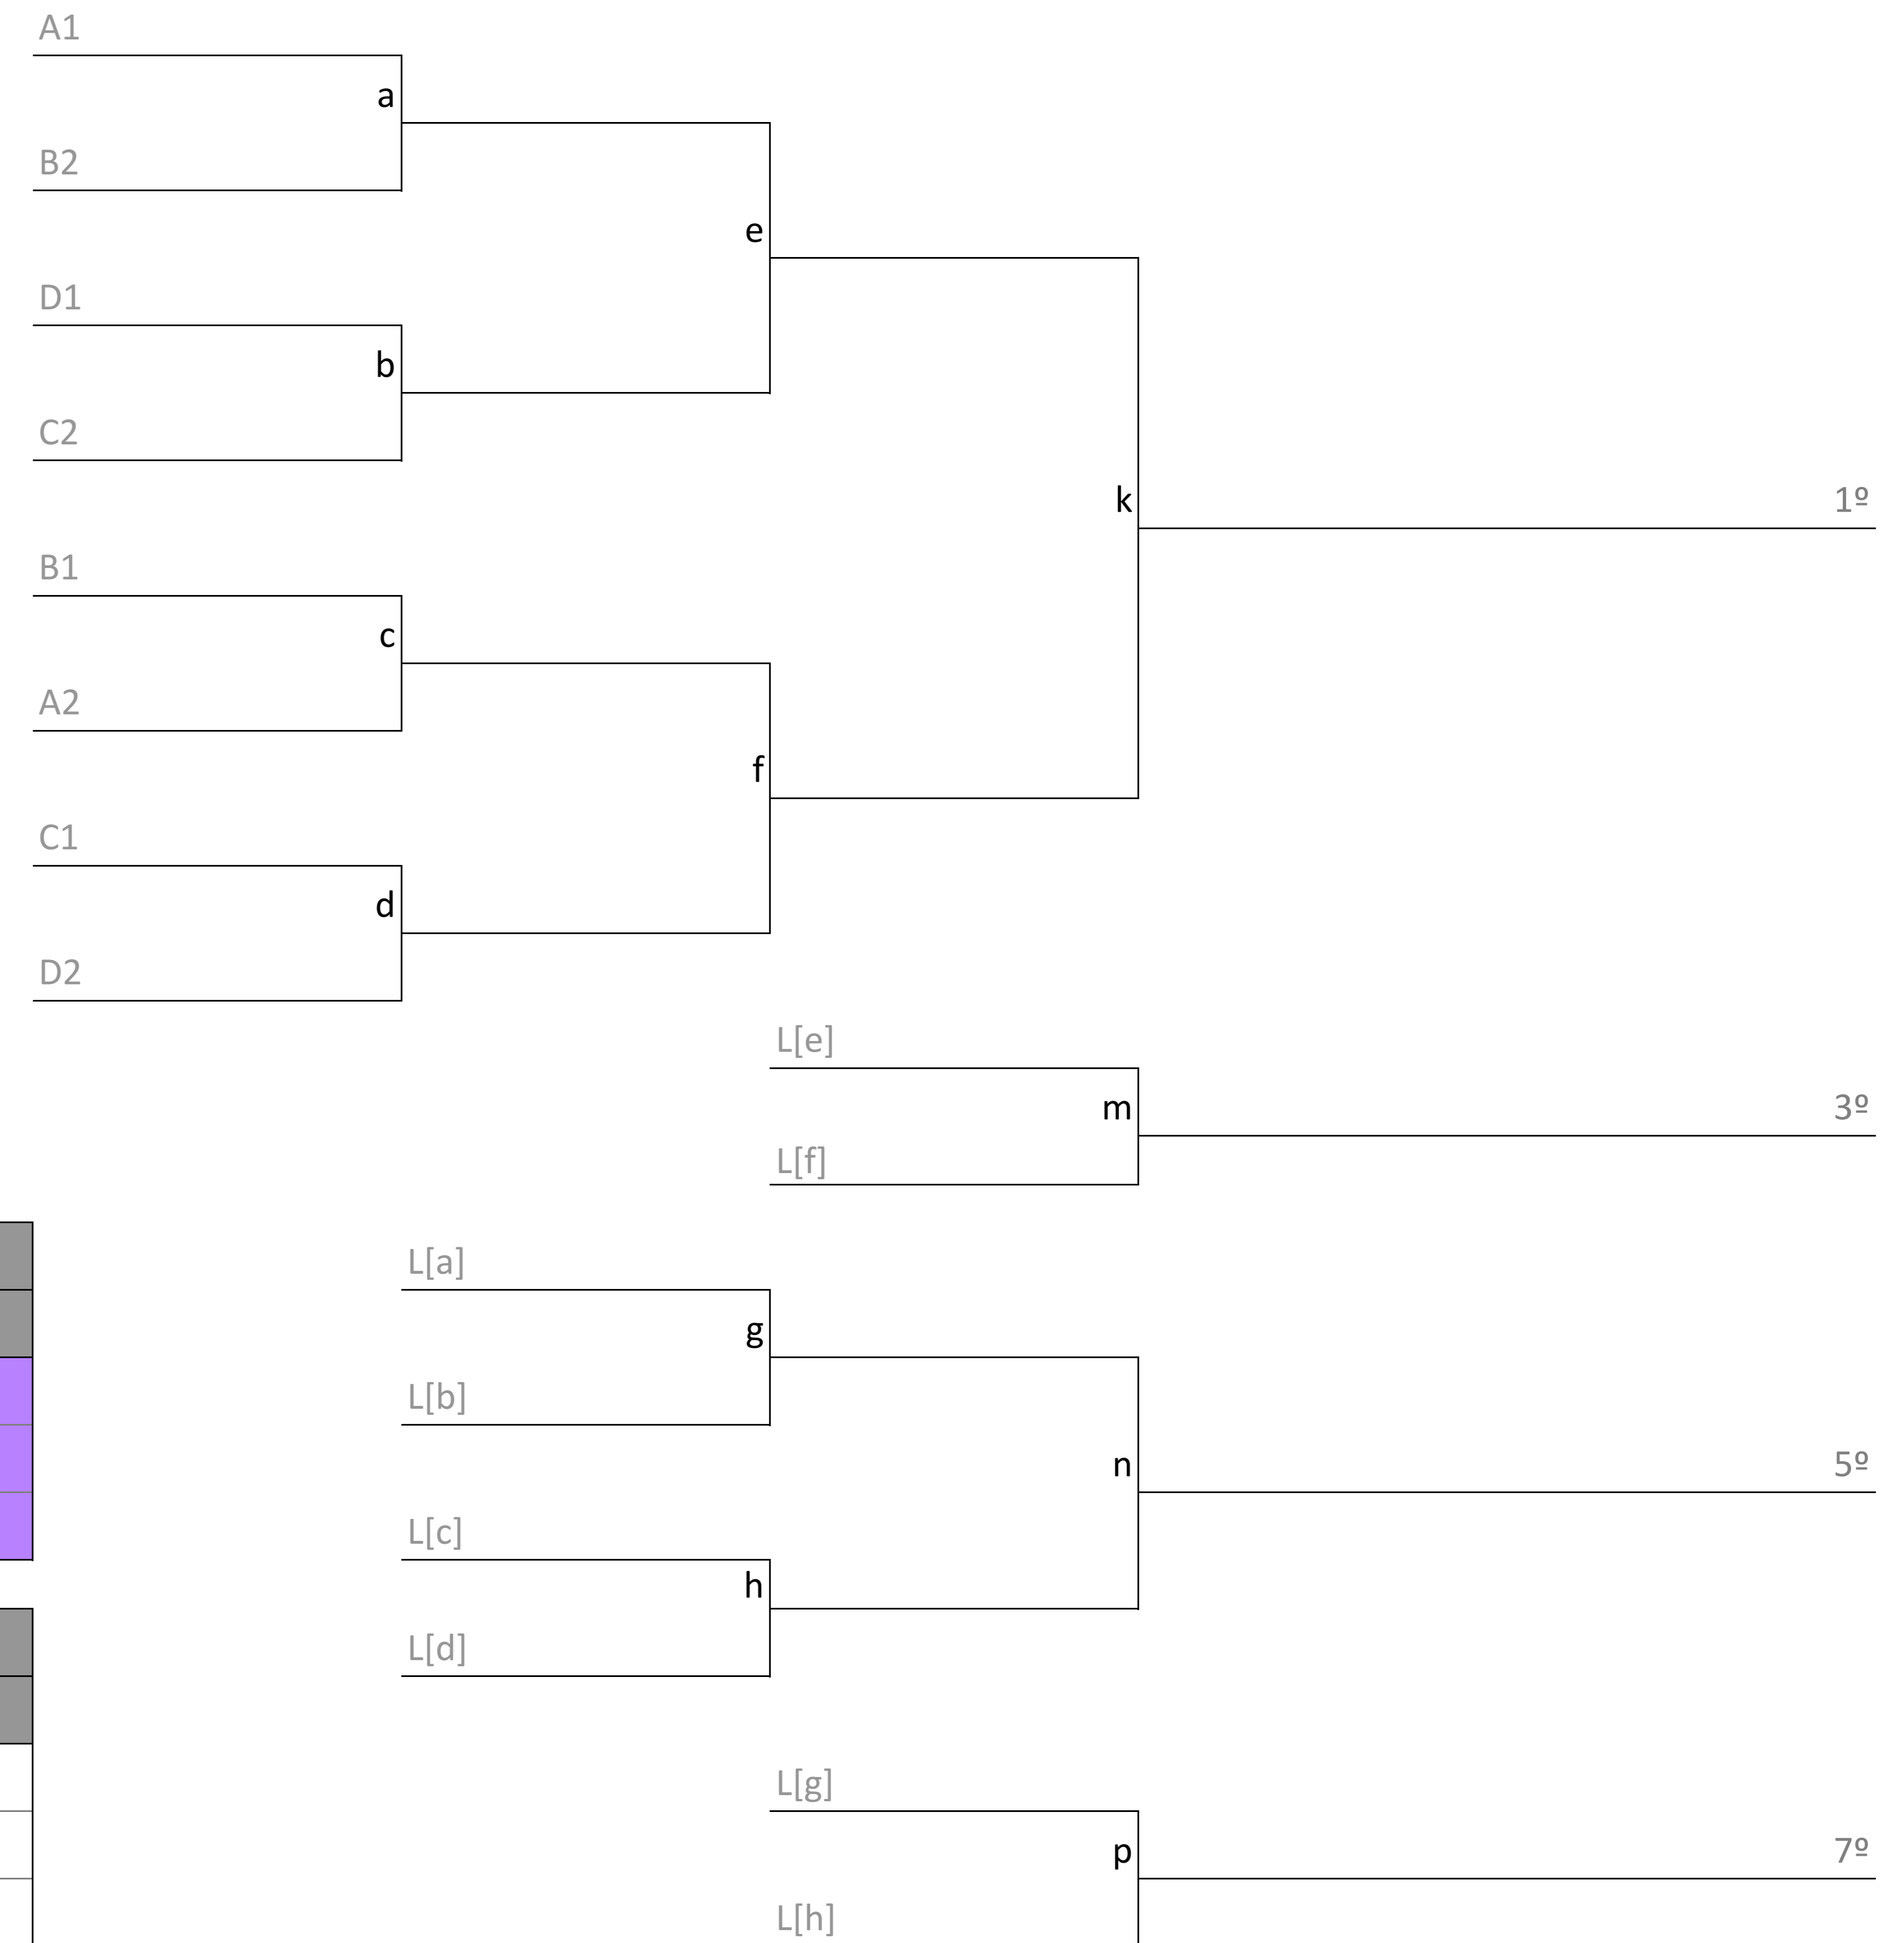 A1
a
B2
e
D1
b
C2
k
1º
B1
c
A2
f
C1
d
D2
L[e]
m
3º
L[f]
L[a]
g
L[b]
n
5º
L[c]
h
L[d]
L[g]
p
7º
L[h]